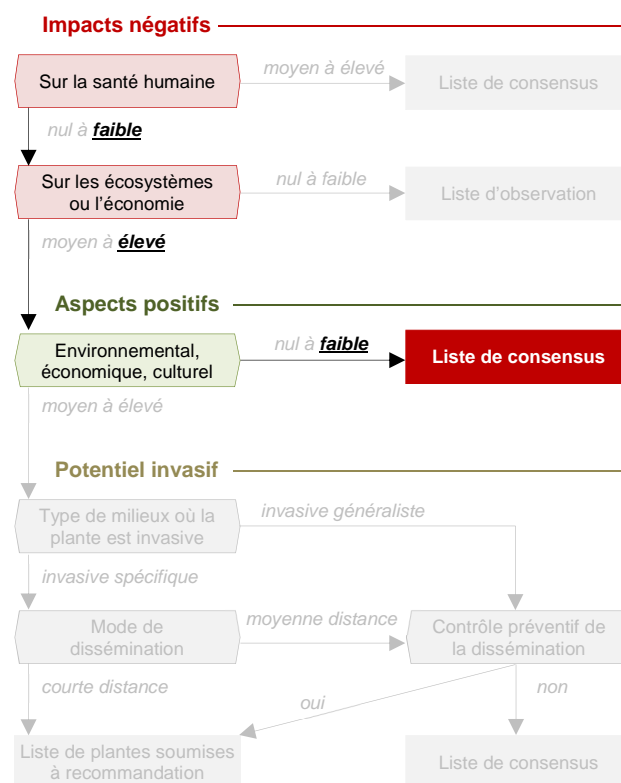 Impacts négatifs
Sur la santé humaine
moyen à élevé
Liste de consensus
nul à faible
Sur les écosystèmes
ou l'économie
nul à faible
Liste d'observation
moyen à élevé
Aspects positifs
Environnemental,
économique, culturel
nul à faible
Liste de consensus
moyen à élevé
Potentiel invasif
Type de milieux où la
plante est invasive
invasive généraliste
invasive spécifique
Mode de
dissémination
moyenne distance
Contrôle préventif de
la dissémination
courte distance
oui
non
Liste de plantes soumises
à recommandation
Liste de consensus